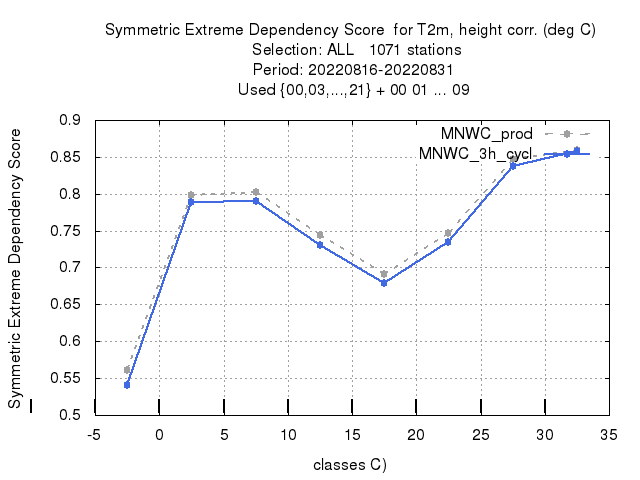 Symmetric Extreme Dependency Score for T2m, height corr. (deg C)
Selection: ALL 1071 stations
Period: 20220816-20220831
Used {00,03,...,21} + 00 01 ... 09
MNWC_prod
MNWC_3h_cycl
Symmetric Extreme Dependency Score
0.9
0.85
0.8
0.75
0.7
0.65
0.6
0.55
0.5
-5 0 5 10 15 20 25 30 35
classes C)